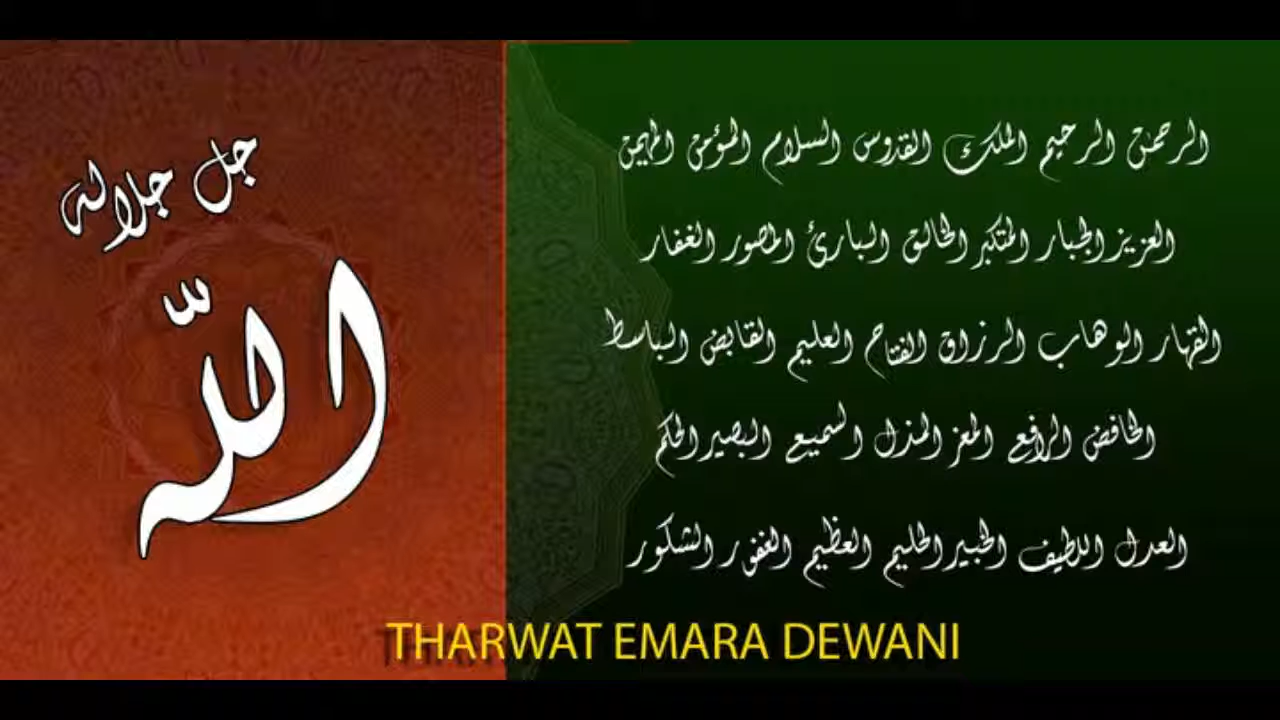 جل جلاله
الله
الرحمن الرحيم الملك القدوس السلام المؤمن المهيمن
العزيز الجبار المتكبر الخالق البارئ المصور الغفار
القهار الوهاب الرزاق الفتاح العليم القابض الباسط
الخافض الرافع المعز المذل السميع البصير الحكم
العدل اللطيف الخبير الحليم العظيم الغفور الشكور
THARWAT EMARA DEWANI